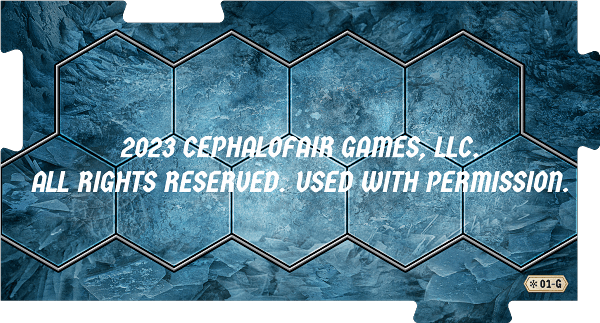 2023 CEPHALOFAIR GAMES, LLC.
ALL RIGHTS RESERVED. USED WITH PERMISSION.
✻ 01-G